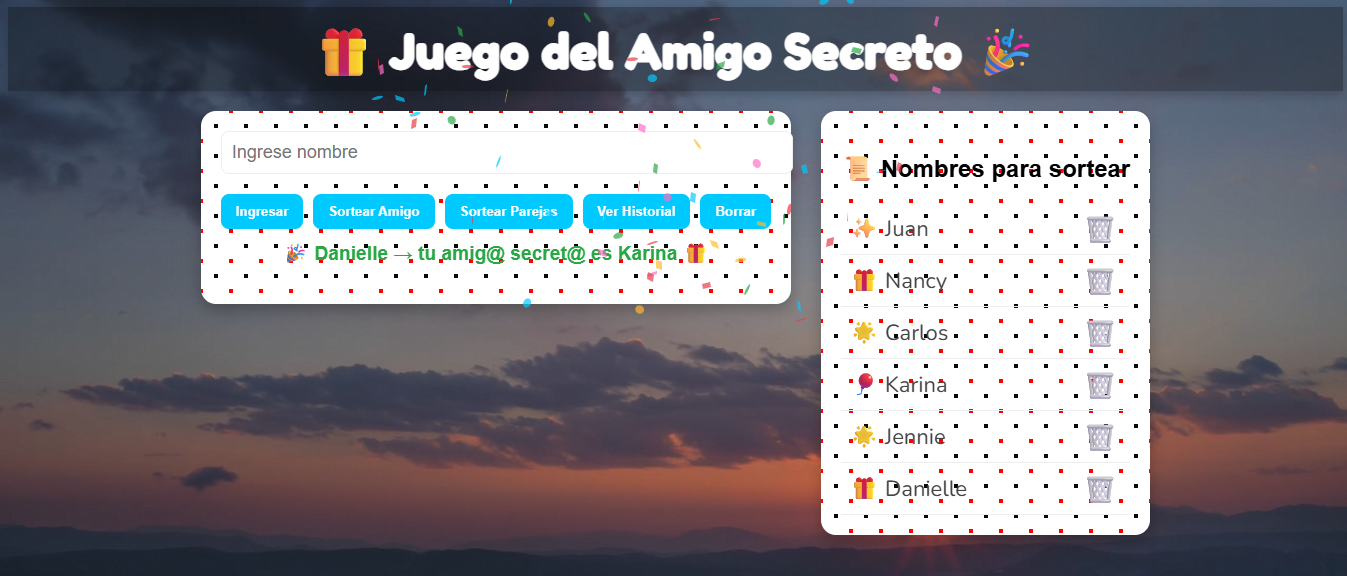 🎁 Juego del Amigo Secreto 🎉
Ingrese nombre
Ingresar Sortear Amigo Sortear Parejas Ver Historial Borrar
🎉 Danielle → tu amig@ secret@ es Karina 🎁
📜 Nombres para sortear
✨ Juan 🗑️
🎁 Nancy 🗑️
🌟 Carlos 🗑️
🎈 Karina 🗑️
🌟 Jennie 🗑️
🎁 Danielle 🗑️